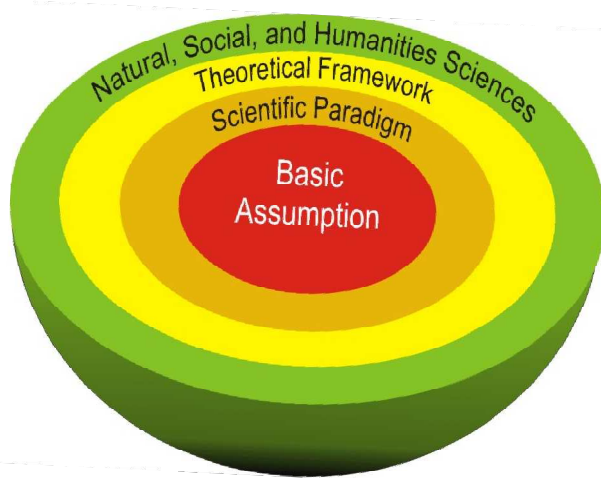 Natural, Social, and Humanities Sciences
Theoretical Framework
Scientific Paradigm
Basic
Assumption